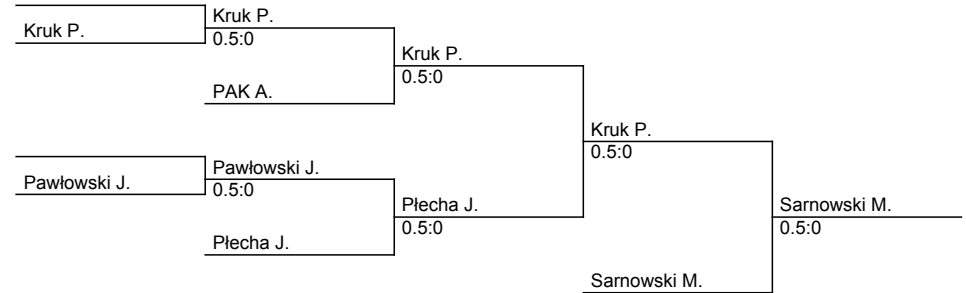 Kruk P.
Kruk P.
0.5:0
PAK A.
Kruk P.
0.5:0
Pawłowski J.
Pawłowski J.
0.5:0
Płecha J.
Płecha J.
0.5:0
Kruk P.
0.5:0
Sarnowski M.
Sarnowski M.
0.5:0